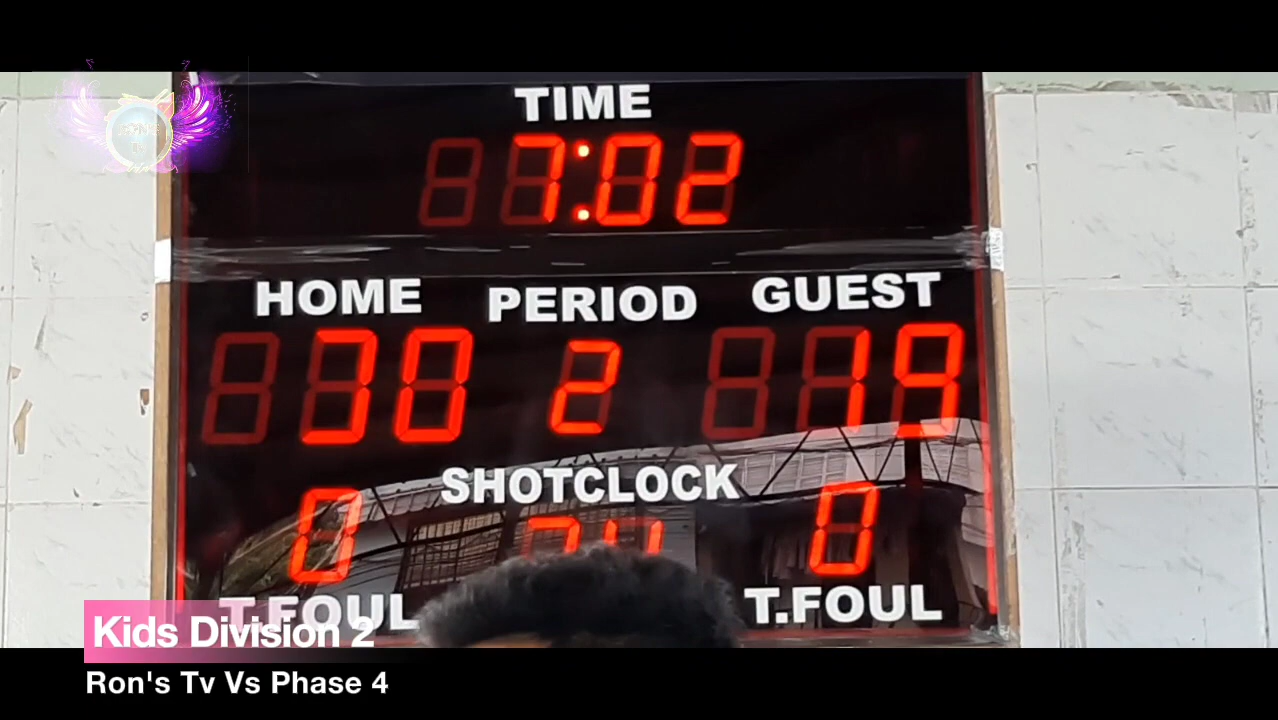 TIME
7:02
HOME PERIOD GUEST
30 2 19
SHOTCLOCK
0 0
T.FOUL T.FOUL
Kids Division 2
Ron's Tv Vs Phase 4